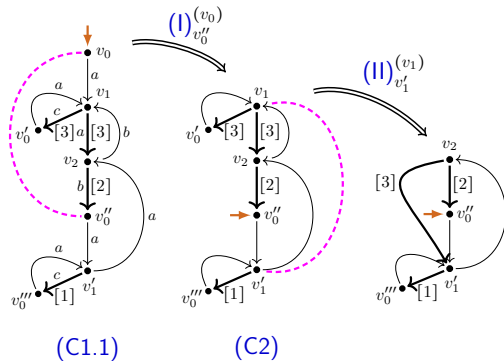 (I)^{(v_0)}_{v_0''}
(II)^{(v_1)}_{v_1'}
v_0
a
a
v_1
c
v_0'
[3]
a
[3]
b
v_2
b
[2]
v_0''
a
a
a
c
v_1'
[1]
v_0'''
v_1
v_0'
[3]
[3]
v_2
[2]
v_0''
v_1'
[1]
v_0'''
v_2
[3]
[2]
v_0''
v_1'
[1]
v_0'''
(C1.1)
(C2)